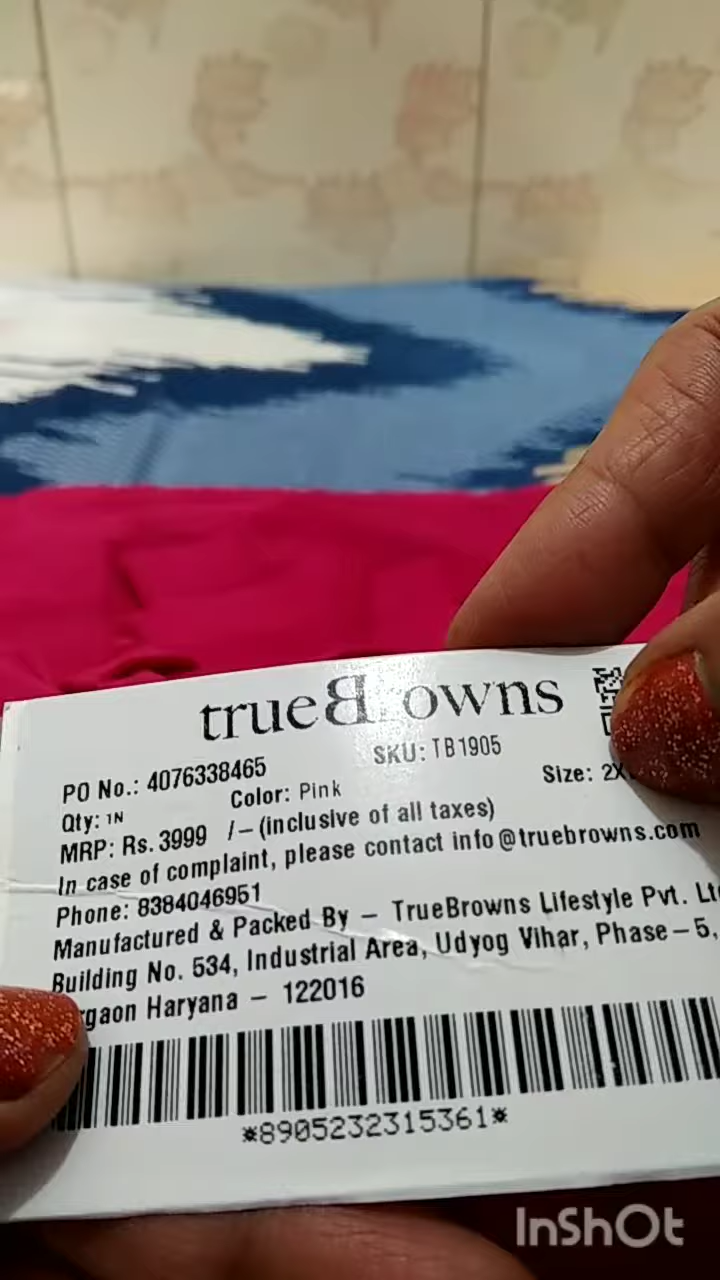 trueBrowns
PO No.: 4076338465 SKU: TB1905
Qty: 1N Color: Pink Size:
MRP: Rs. 3999 /- (inclusive of all taxes)
In case of complaint, please contact info@truebrowns.com
Phone: 8384046951
Manufactured & Packed By - TrueBrowns Lifestyle Pvt.
Building No. 534, Industrial Area, Udyog Vihar, Phase-5,
Haryana - 122016
*8905232315361*
InShOt